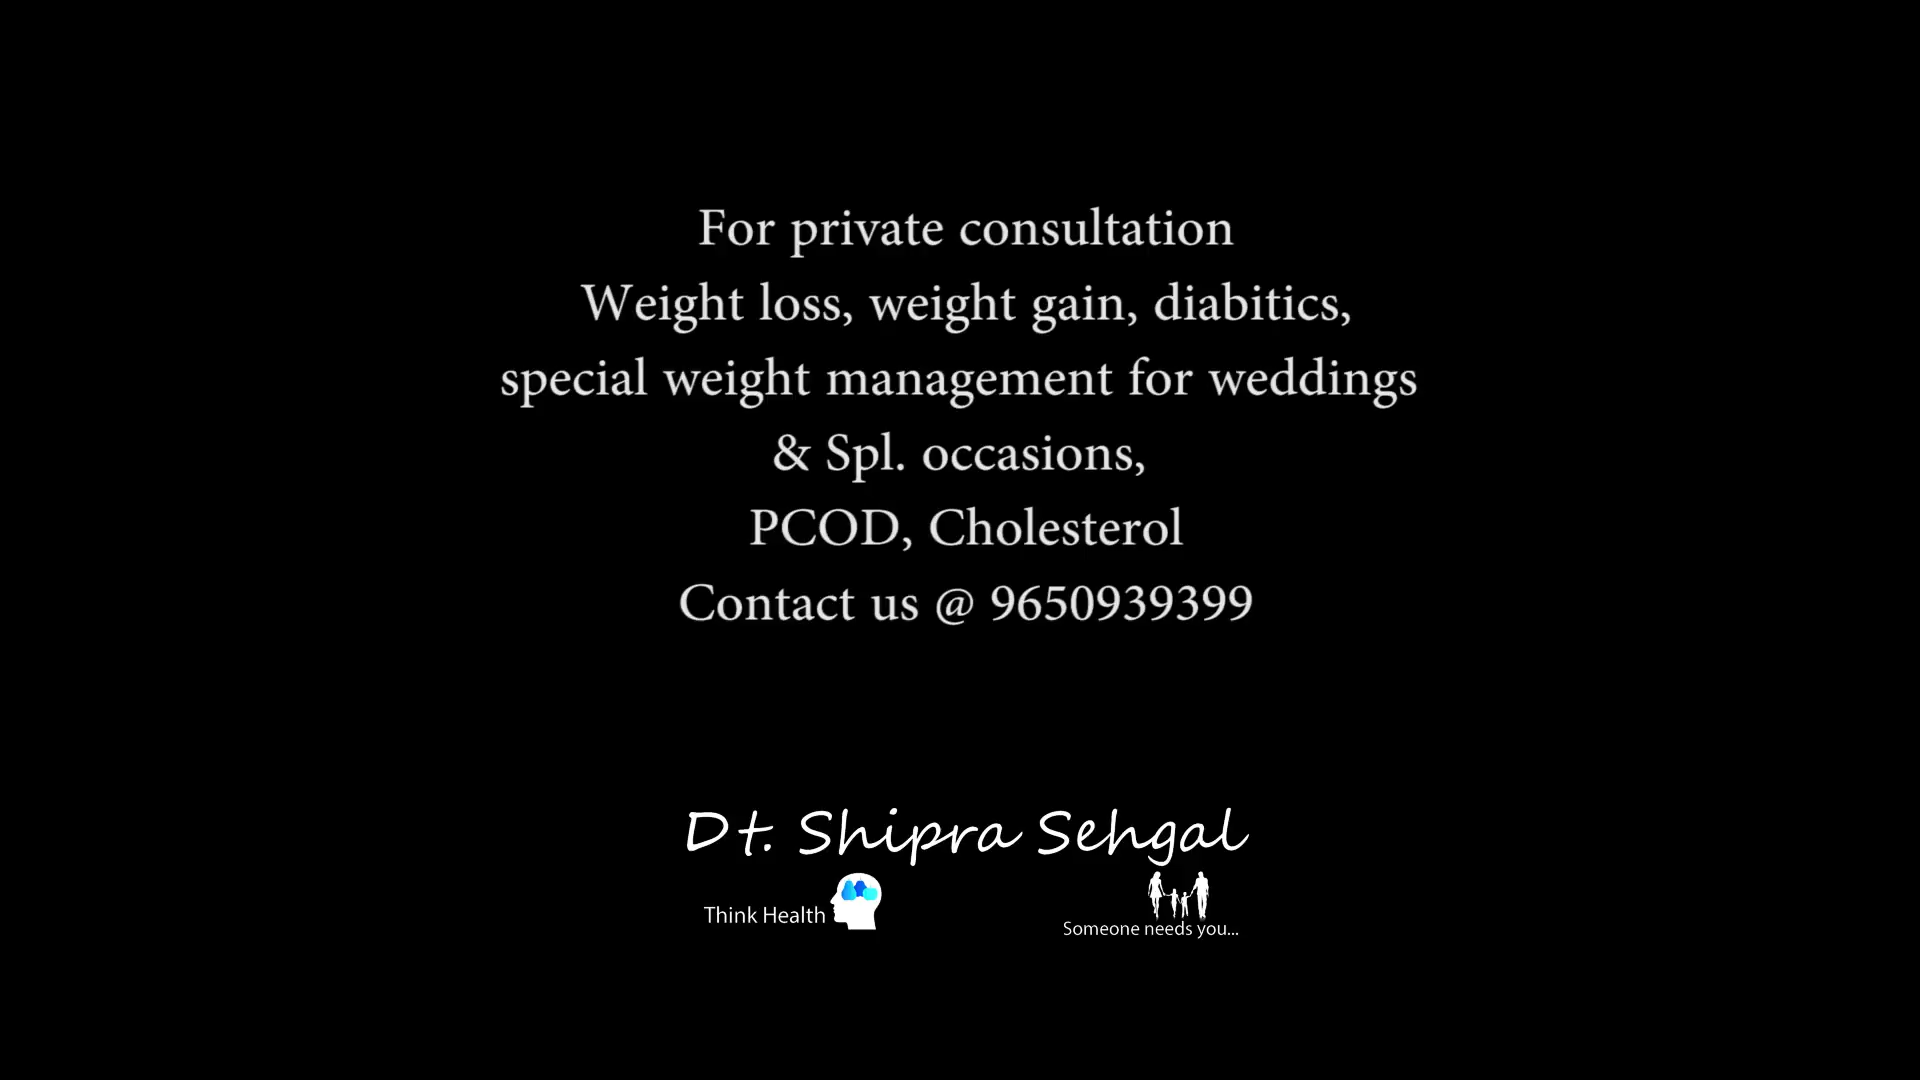 For private consultation
Weight loss, weight gain, diabitics,
special weight management for weddings
& Spl. occasions,
PCOD, Cholesterol
Contact us @ 9650939399
Dt. Shipra Sehgal
Think Health
Someone needs you...